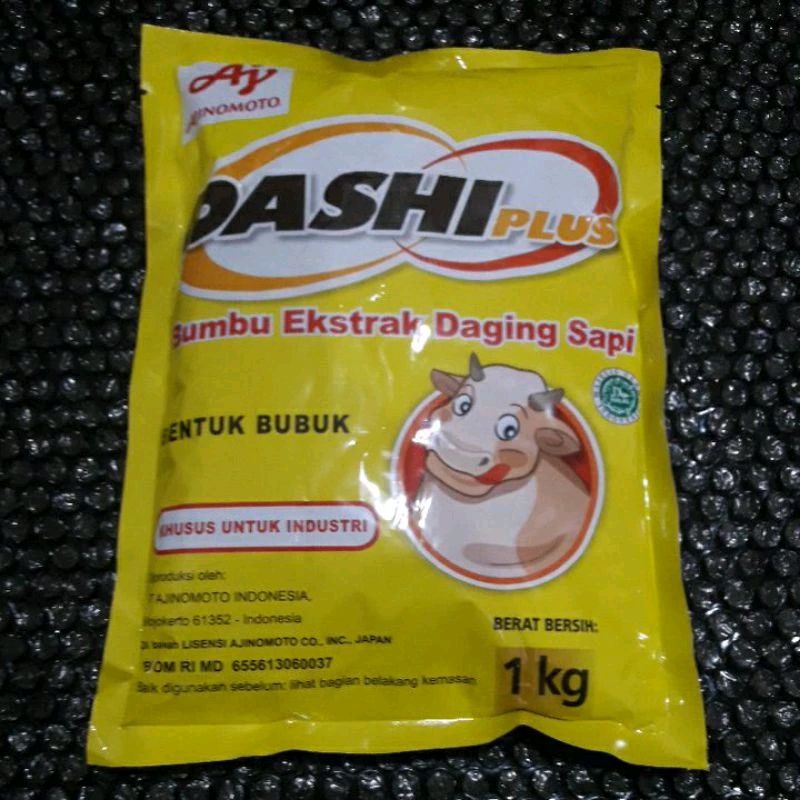 Aj
AJINOMOTO
DASHI PLUS
Bumbu Ekstrak Daging Sapi
BENTUK BUBUK
KHUSUS UNTUK INDUSTRI
Diproduksi oleh:
PT AJINOMOTO INDONESIA,
Mojokerto 61352 - Indonesia
Di bawah LISENSI AJINOMOTO CO., INC., JAPAN
BPOM RI MD 655613060037
Baik digunakan sebelum: lihat bagian belakang kemasan
BERAT BERSIH:
1 kg